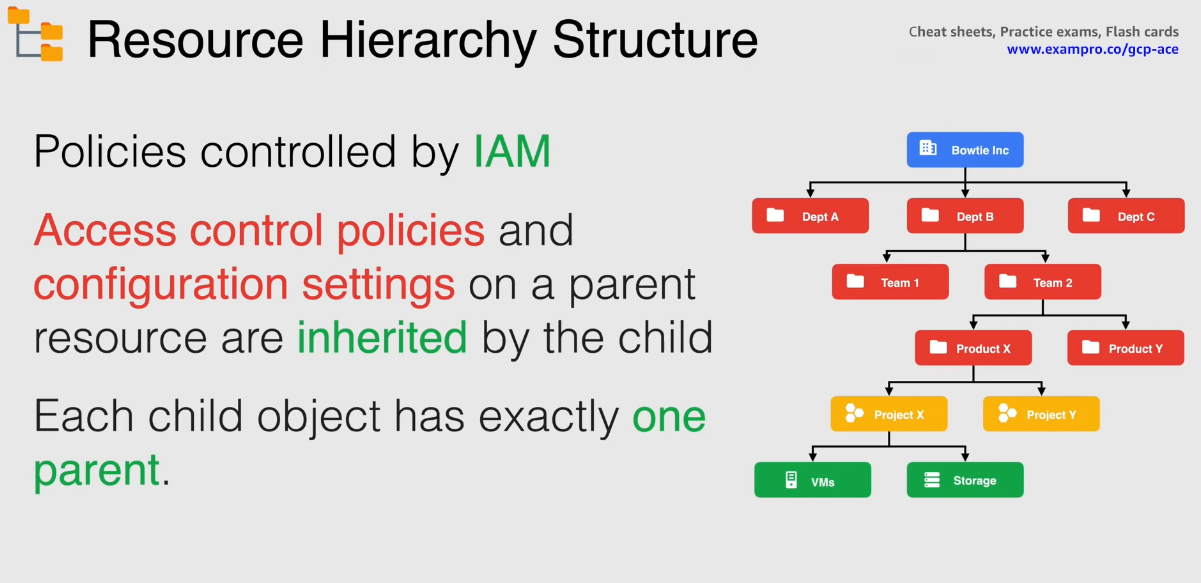 Resource Hierarchy Structure
Cheat sheets, Practice exams, Flash cards
www.exampro.co/gcp-ace
Policies controlled by IAM
Access control policies and
configuration settings on a parent
resource are inherited by the child
Each child object has exactly one
parent.
Bowtie Inc
Dept A
Dept B
Dept C
Team 1
Team 2
Product X
Product Y
Project X
Project Y
VMs
Storage